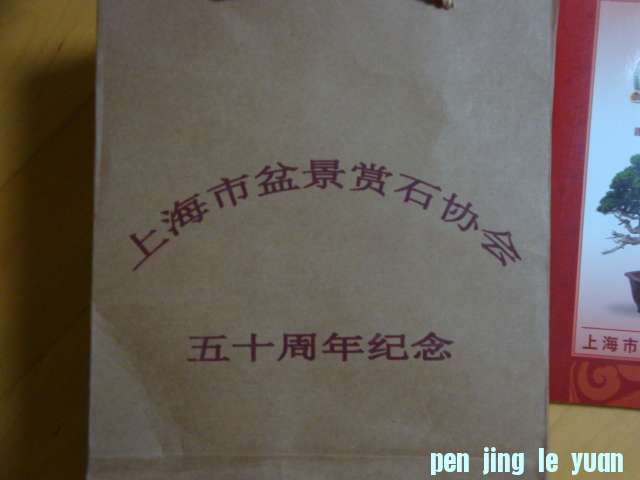 上海市盆景赏石协会
五十周年纪念
上海市
pen jing le yuan